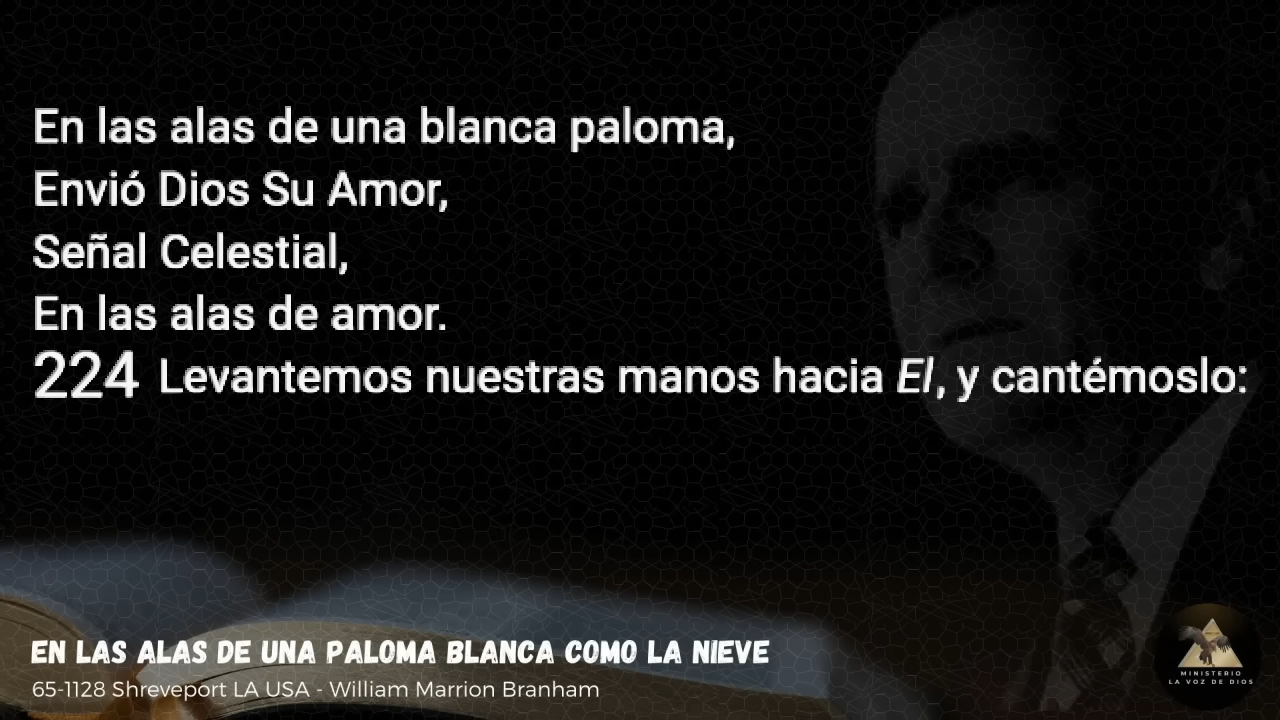 En las alas de una blanca paloma,
Envió Dios Su Amor,
Señal Celestial,
En las alas de amor.
224 Levantemos nuestras manos hacia El, y cantémoslo:
EN LAS ALAS DE UNA PALOMA BLANCA COMO LA NIEVE
65-1128 Shreveport LA USA - William Marrion Branham
MINISTERIO
LA VOZ DE DIOS